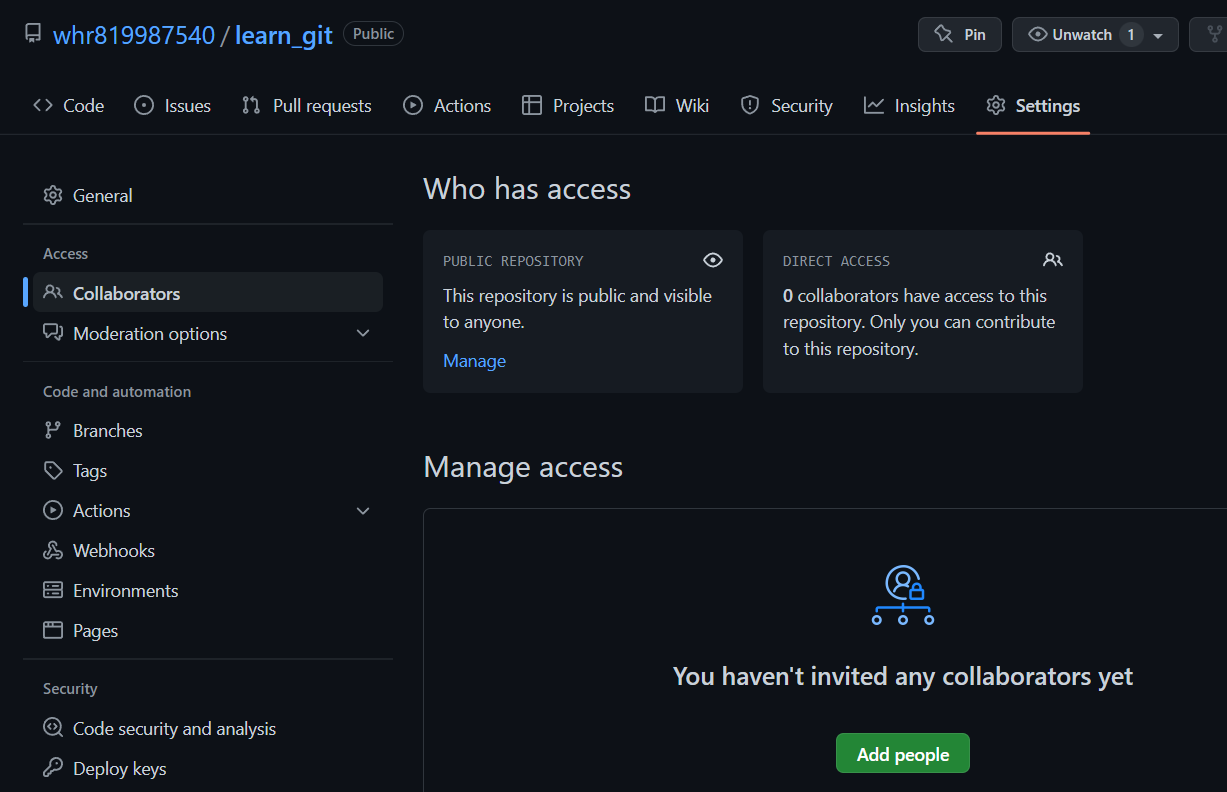 whr819987540 / learn_git Public Pin Unwatch 1
Code Issues Pull requests Actions Projects Wiki Security Insights Settings
General
Access
Collaborators
Moderation options
Code and automation
Branches
Tags
Actions
Webhooks
Environments
Pages
Security
Code security and analysis
Deploy keys
Who has access
PUBLIC REPOSITORY
This repository is public and visible
to anyone.
Manage
DIRECT ACCESS
0 collaborators have access to this
repository. Only you can contribute
to this repository.
Manage access
You haven't invited any collaborators yet
Add people